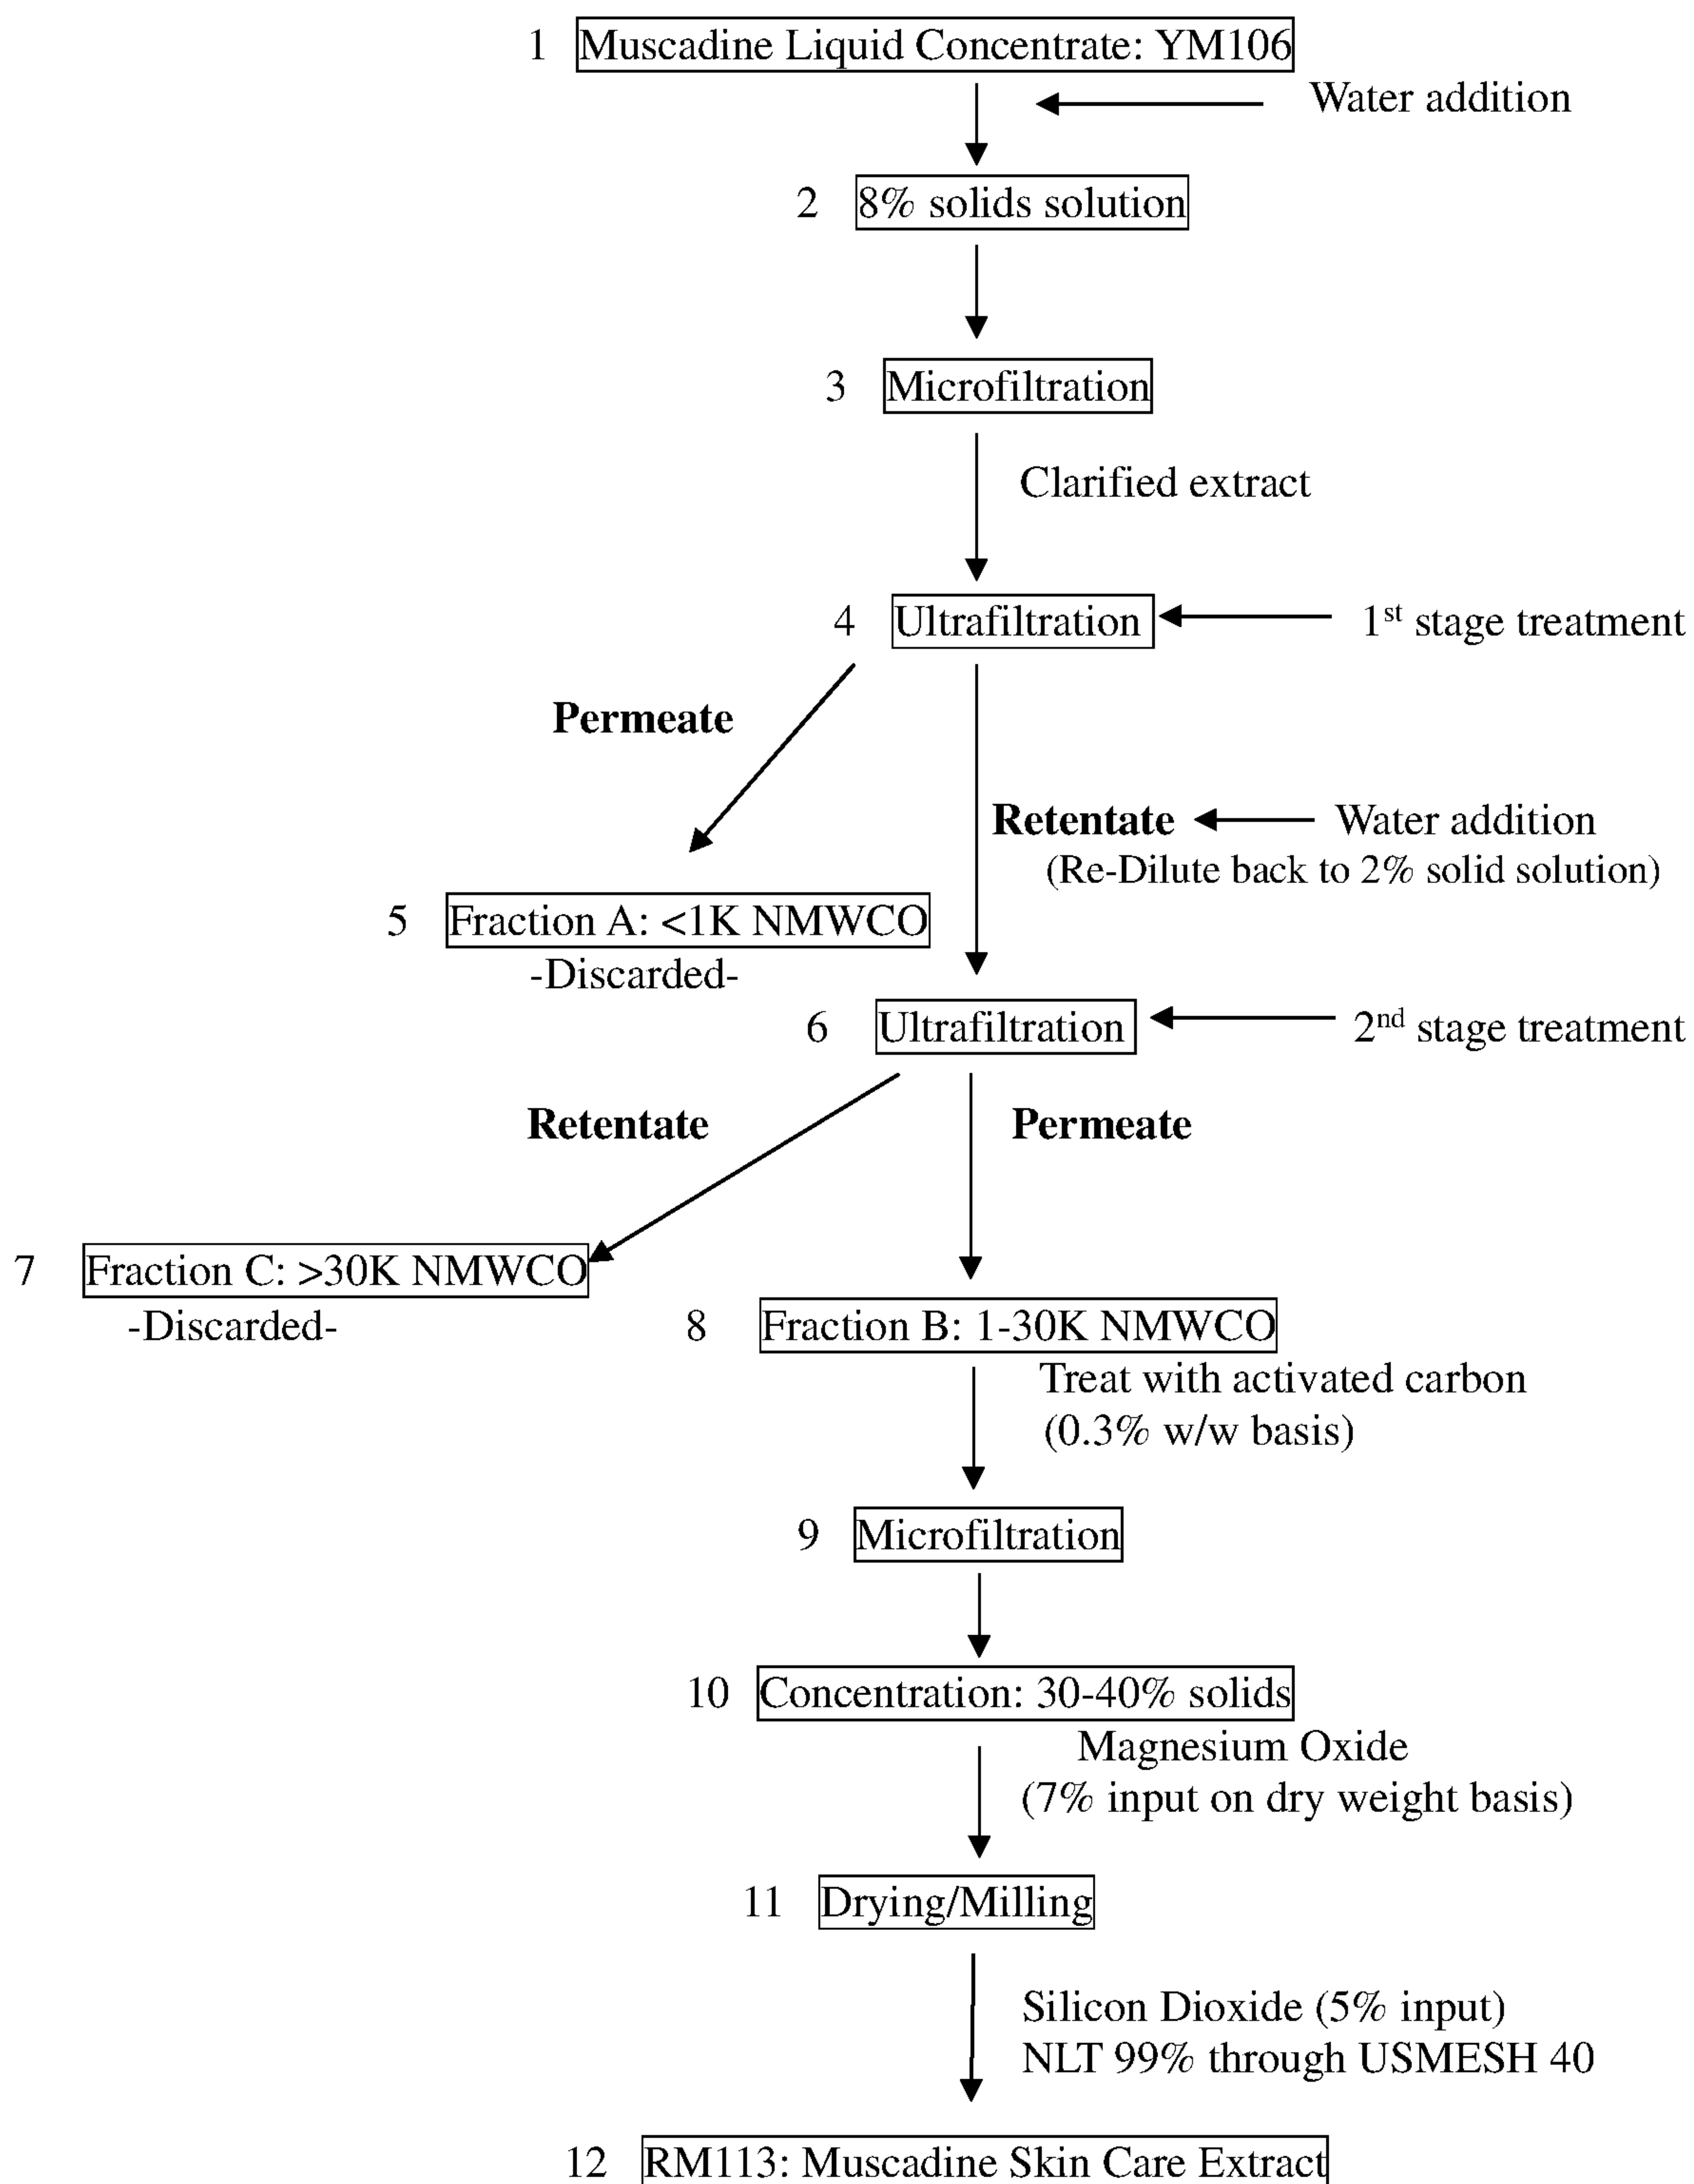 1 Muscadine Liquid Concentrate: YM106
Water addition
2 8% solids solution
3 Microfiltration
Clarified extract
4 Ultrafiltration
1st stage treatment
Permeate
Retentate
Water addition
(Re-Dilute back to 2% solid solution)
5 Fraction A: <1K NMWCO
-Discarded-
6 Ultrafiltration
2nd stage treatment
Retentate
Permeate
7 Fraction C: >30K NMWCO
-Discarded-
8 Fraction B: 1-30K NMWCO
Treat with activated carbon
(0.3% w/w basis)
9 Microfiltration
10 Concentration: 30-40% solids
Magnesium Oxide
(7% input on dry weight basis)
11 Drying/Milling
Silicon Dioxide (5% input)
NLT 99% through USMESH 40
12 RM113: Muscadine Skin Care Extract